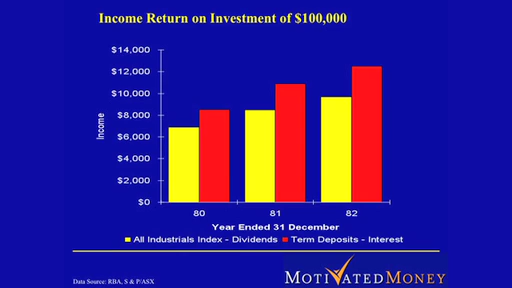 Income Return on Investment of $100,000
$14,000
$12,000
$10,000
$8,000
$6,000
$4,000
$2,000
$0
Income
80 81 82
Year Ended 31 December
All Industrials Index - Dividends Term Deposits - Interest
Data Source: RBA, S & P/ASX
MOTIVATEDMONEY